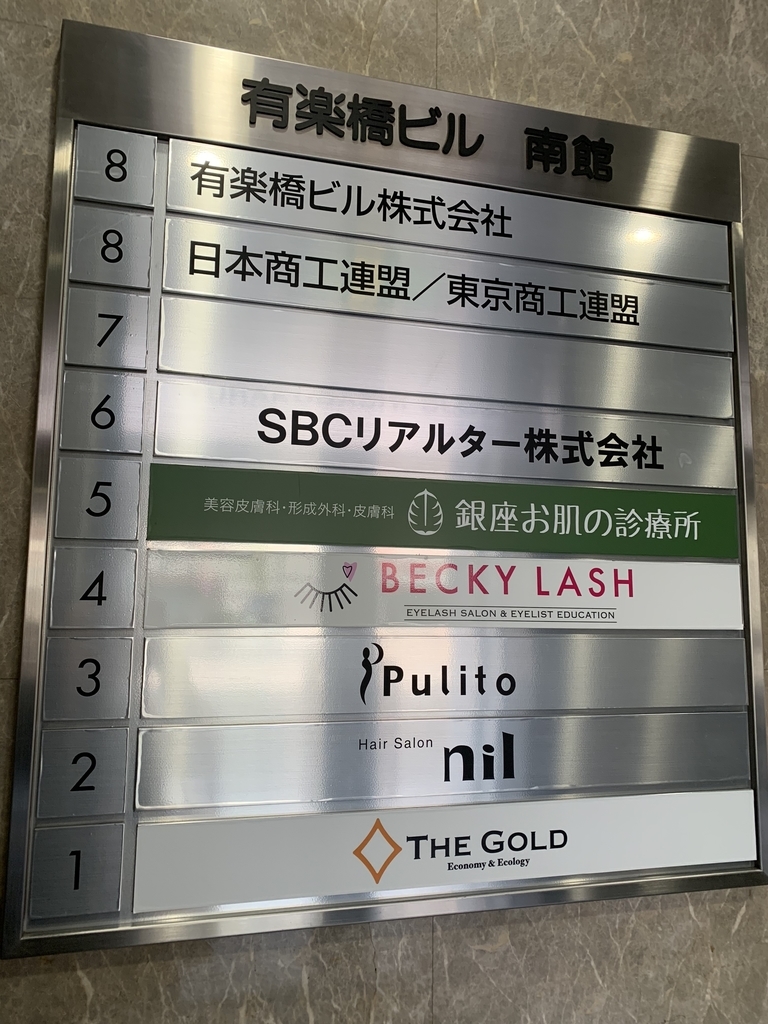 有楽橋ビル 南館
8 有楽橋ビル株式会社
8 日本商工連盟／東京商工連盟
7
6 SBCリアルター株式会社
5 美容皮膚科・形成外科・皮膚科 銀座お肌の診療所
4 BECKY LASH
EYELASH SALON & EYELIST EDUCATION
3 Pulito
2 Hair Salon nil
1 THE GOLD
Economy & Ecology